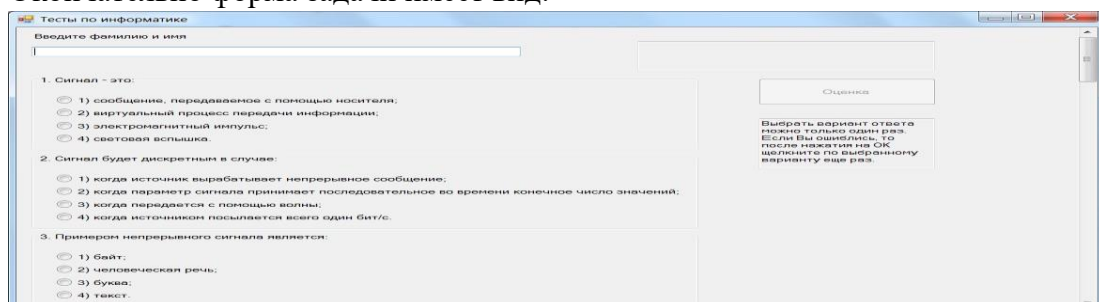 Тесты по информатике
Введите фамилию и имя
1. Сигнал - это:
1) сообщение, передаваемое с помощью носителя;
2) виртуальный процесс передачи информации;
3) электромагнитный импульс;
4) световая вспышка.
Оценка
Выбрать вариант ответа
можно только один раз.
Если Вы ошиблись, то
после нажатия на ОК
щелкните по выбранному
варианту еще раз.
2. Сигнал будет дискретным в случае:
1) когда источник вырабатывает непрерывное сообщение;
2) когда параметр сигнала принимает последовательное во времени конечное число значений;
3) когда передается с помощью волны;
4) когда источником посылается всего один бит/с.
3. Примером непрерывного сигнала является:
1) байт;
2) человеческая речь;
3) буква;
4) текст.